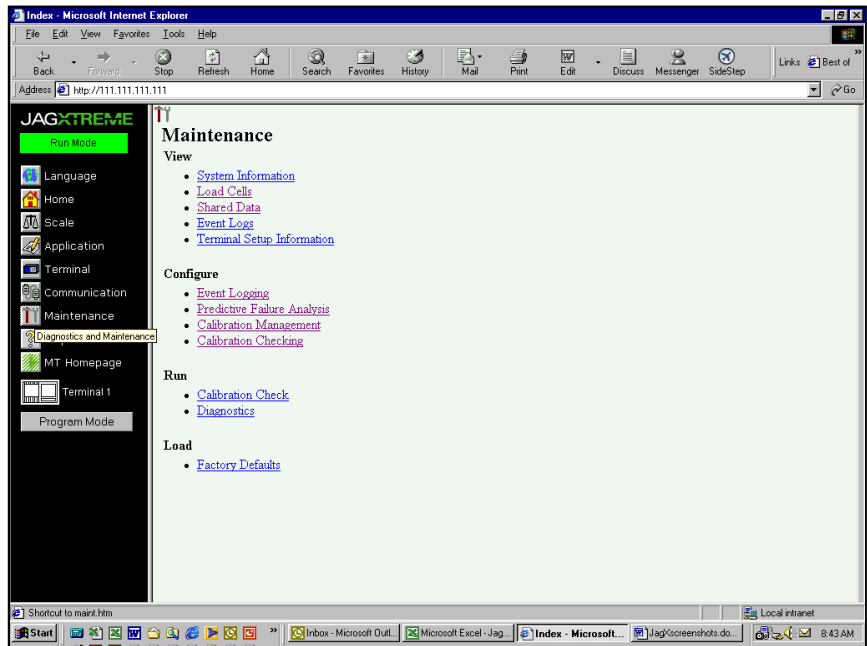 Index - Microsoft Internet Explorer
File Edit View Favorites Tools Help
Back Forward Stop Refresh Home Search Favorites History Mail Print Edit Discuss Messenger SideStep Links Best of
Address http://111.111.111.111 Go
JAGXTREME
Run Mode
Language
Home
Scale
Application
Terminal
Communication
Maintenance
Diagnostics and Maintenance
MT Homepage
Terminal 1
Program Mode
Maintenance
View
System Information
Load Cells
Shared Data
Event Logs
Terminal Setup Information
Configure
Event Logging
Predictive Failure Analysis
Calibration Management
Calibration Checking
Run
Calibration Check
Diagnostics
Load
Factory Defaults
Shortcut to maint.htm Local intranet
Start Inbox - Microsoft Outl... Microsoft Excel - Jag... Index - Microsoft... JagXscreenshots.do... 8:43 AM